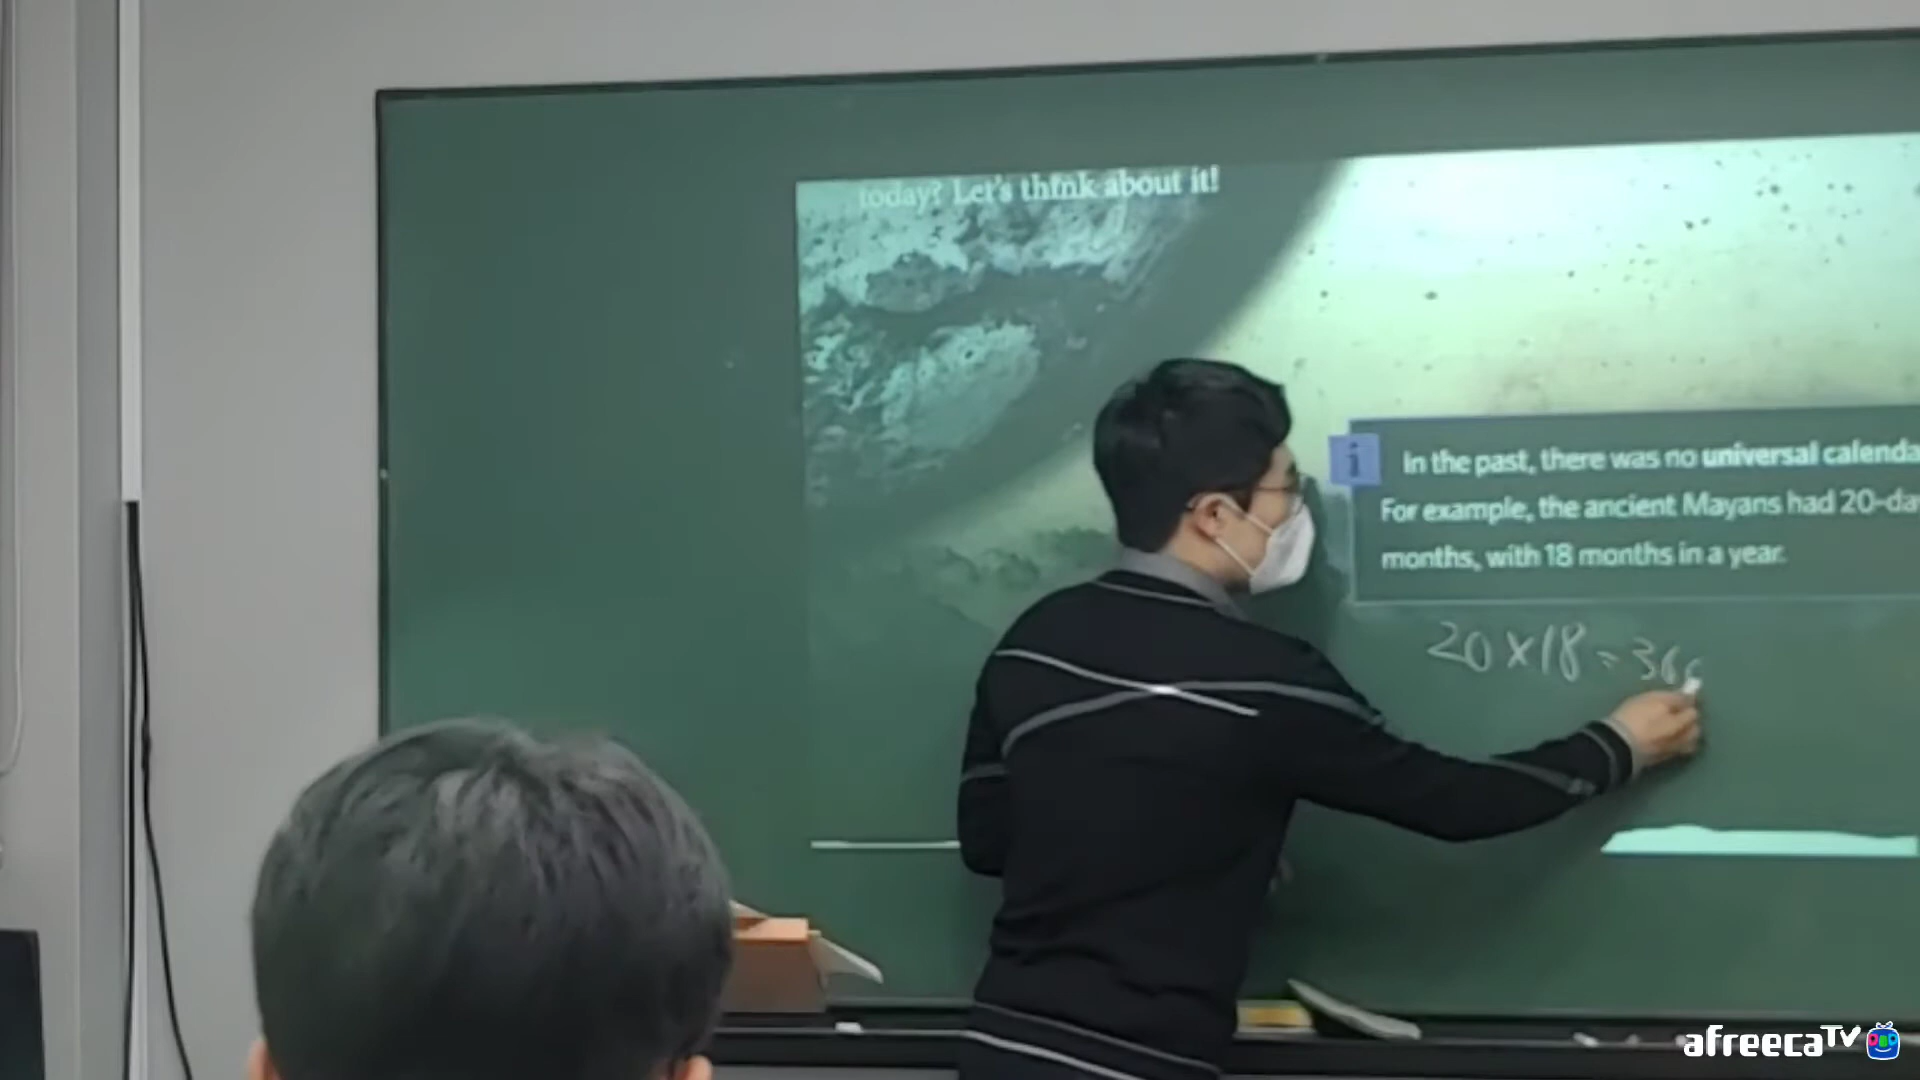 today? Let's think about it!
i
In the past, there was no universal calenda
For example, the ancient Mayans had 20-da
months, with 18 months in a year.
20 x 18 = 360
afreecaTV